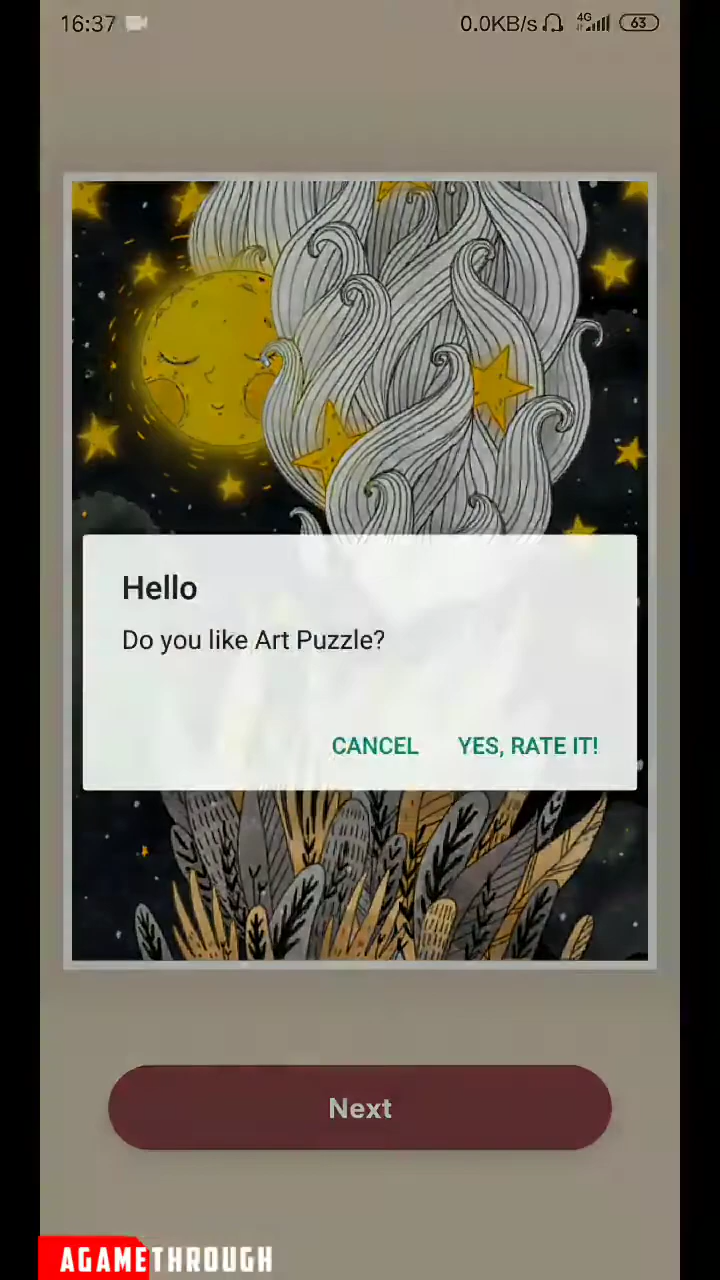 16:37 0.0KB/s 4G 63
Hello
Do you like Art Puzzle?
CANCEL YES, RATE IT!
Next
AGAMETHROUGH